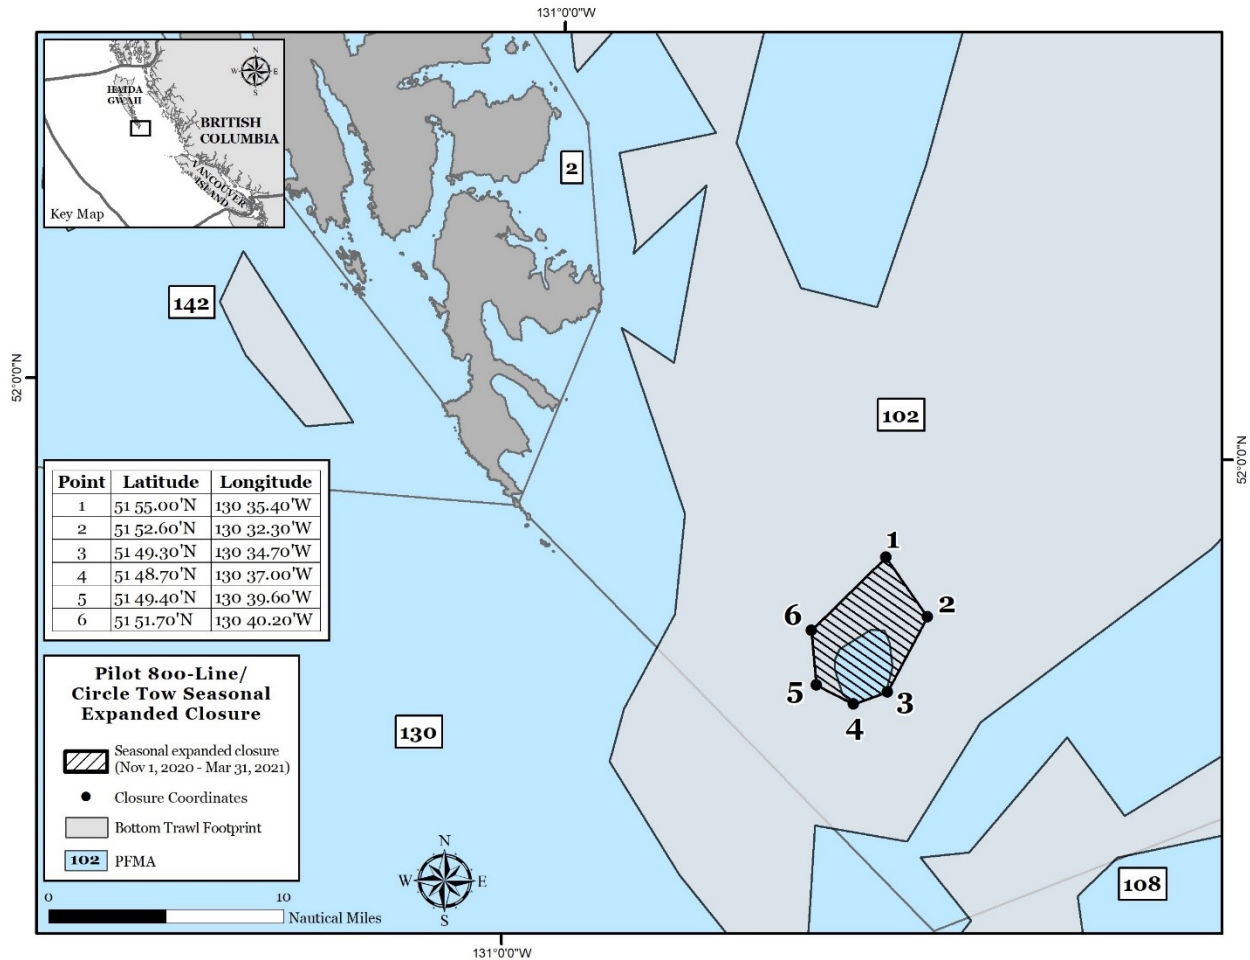 131°0'0"W
HAIDA
GWAII
N
W E
S
BRITISH
COLUMBIA
VANCOUVER
ISLAND
Key Map
2
142
52°0'0"N
102
52°0'0"N
Point Latitude Longitude
1 51 55.00'N 130 35.40'W
2 51 52.60'N 130 32.30'W
3 51 49.30'N 130 34.70'W
4 51 48.70'N 130 37.00'W
5 51 49.40'N 130 39.60'W
6 51 51.70'N 130 40.20'W
1
2
6
5
3
4
Pilot 800-Line/
Circle Tow Seasonal
Expanded Closure
Seasonal expanded closure
(Nov 1, 2020 - Mar 31, 2021)
Closure Coordinates
Bottom Trawl Footprint
102 PFMA
130
N
W E
S
108
0 10
Nautical Miles
131°0'0"W